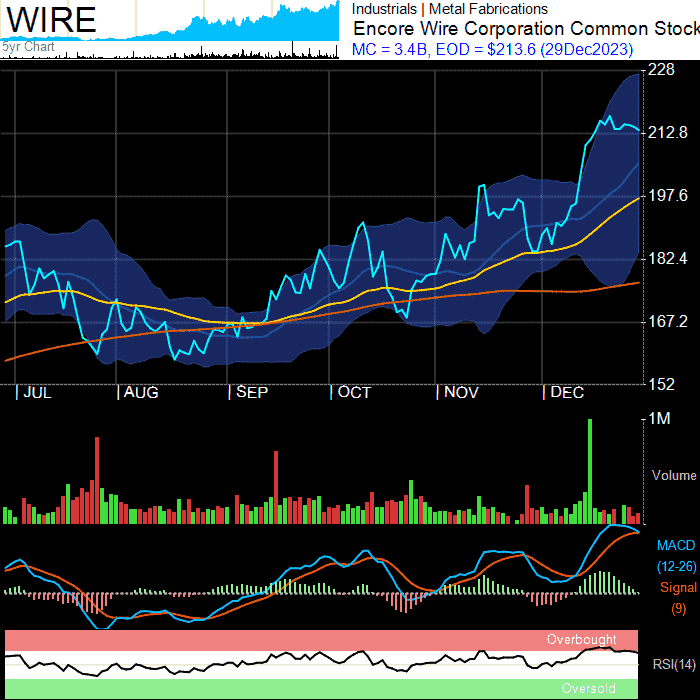 WIRE
5yr Chart
Industrials | Metal Fabrications
Encore Wire Corporation Common Stock
MC = 3.4B, EOD = $213.6 (29Dec2023)
228
212.8
197.6
182.4
167.2
152
| JUL | AUG | SEP | OCT | NOV | DEC
1M
Volume
MACD
(12-26)
Signal
(9)
Overbought
RSI(14)
Oversold